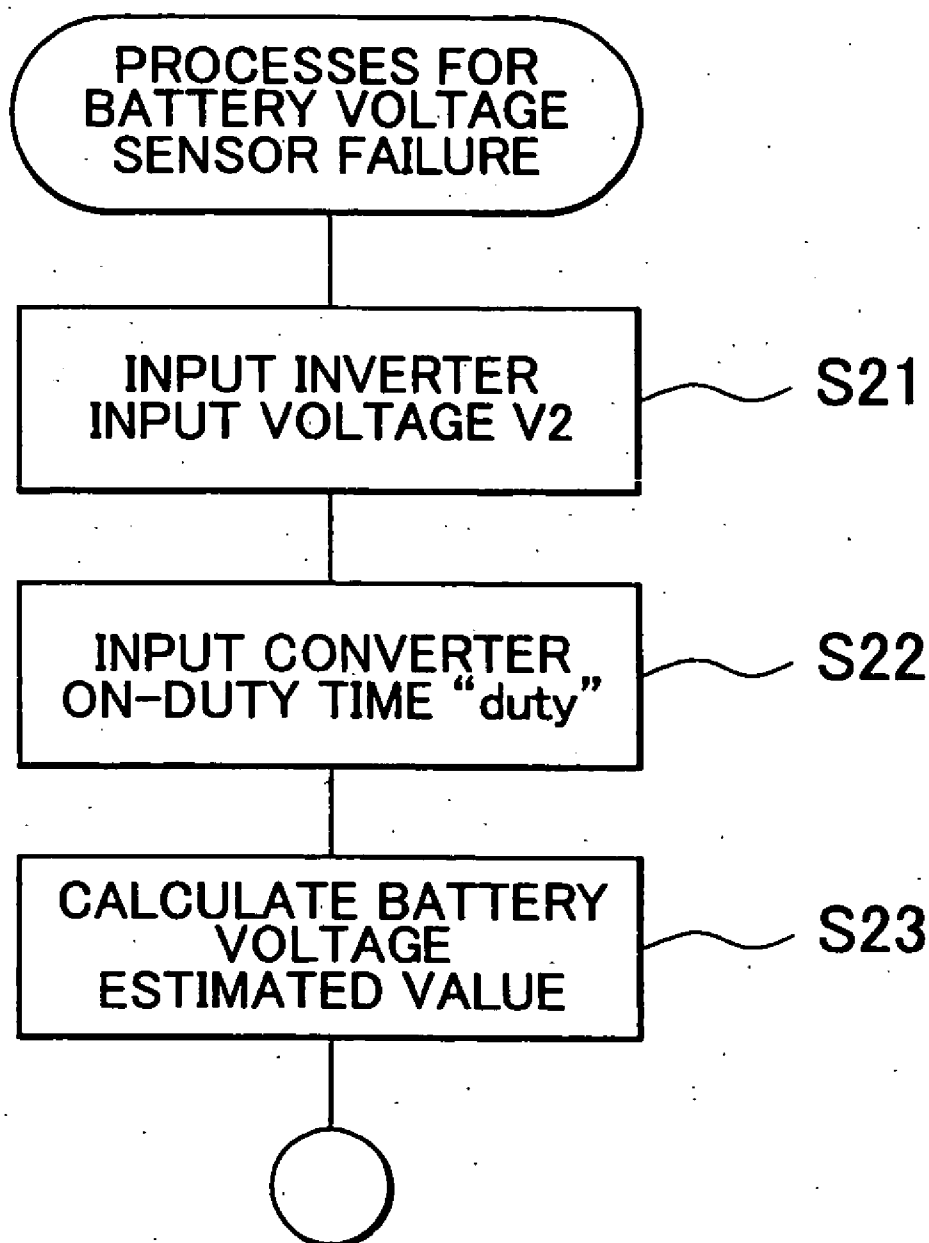 PROCESSES FOR
BATTERY VOLTAGE
SENSOR FAILURE
INPUT INVERTER
INPUT VOLTAGE V2
S21
INPUT CONVERTER
ON-DUTY TIME “duty”
S22
CALCULATE BATTERY
VOLTAGE
ESTIMATED VALUE
S23